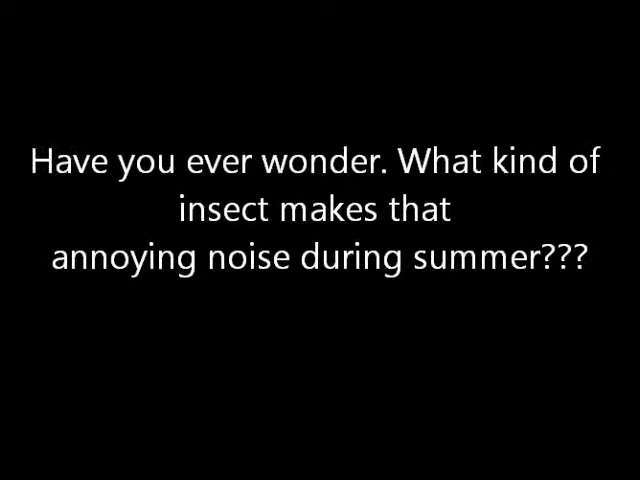 Have you ever wonder. What kind of
insect makes that
annoying noise during summer???